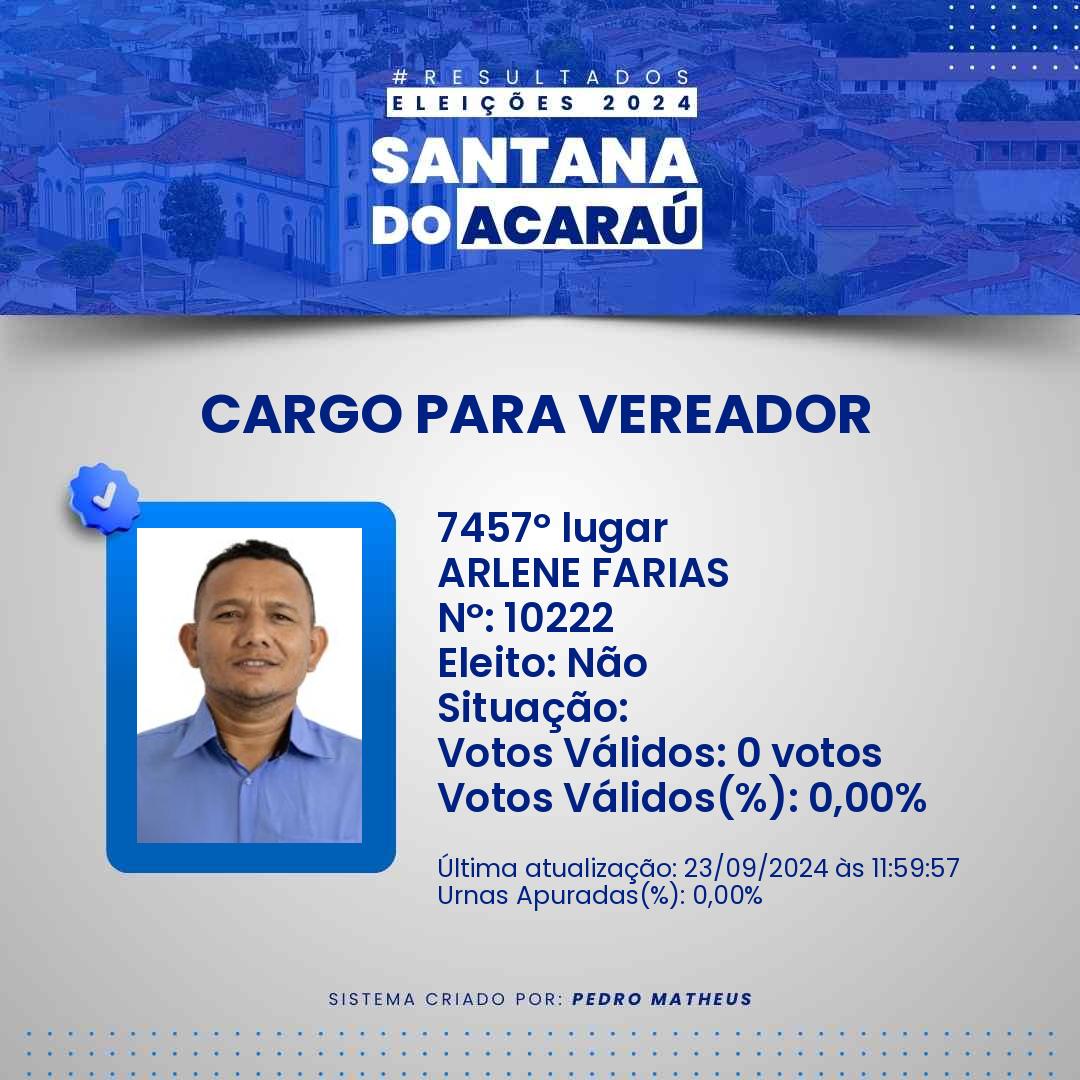 #RESULTADOS
ELEIÇÕES 2024
SANTANA
DO ACARAÚ
CARGO PARA VEREADOR
7457º lugar
ARLENE FARIAS
Nº: 10222
Eleito: Não
Situação:
Votos Válidos: 0 votos
Votos Válidos(%): 0,00%
Última atualização: 23/09/2024 às 11:59:57
Urnas Apuradas(%): 0,00%
SISTEMA CRIADO POR: PEDRO MATHEUS